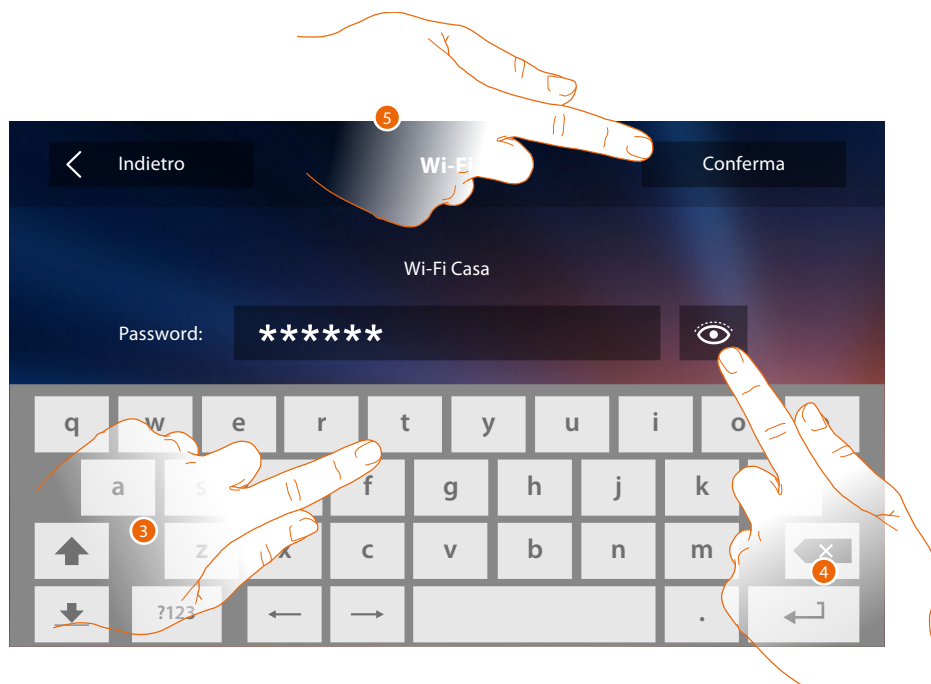 5
Indietro
Wi-Fi
Conferma
Wi-Fi Casa
Password: ******
q w e r t y u i o
a s f g h j k
3
z x c v b n m
4
?123 .